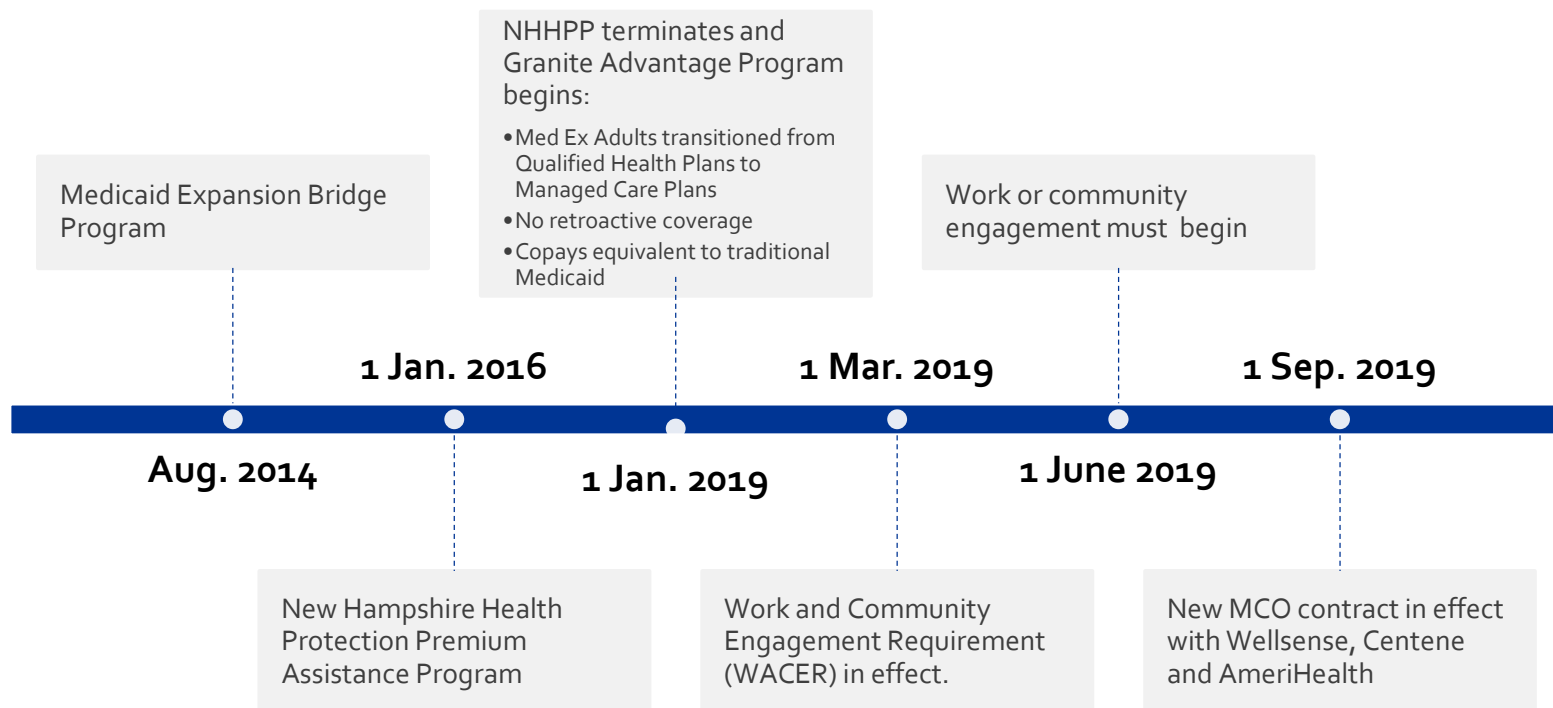 Medicaid Expansion Bridge
Program
NHHPP terminates and
Granite Advantage Program
begins:
•Med Ex Adults transitioned from
Qualified Health Plans to
Managed Care Plans
•No retroactive coverage
•Copays equivalent to traditional
Medicaid
Work or community
engagement must  begin
1 Jan. 2016
1 Mar. 2019
1 Sep. 2019
Aug. 2014
1 Jan. 2019
1 June 2019
New Hampshire Health
Protection Premium
Assistance Program
Work and Community
Engagement Requirement
(WACER) in effect.
New MCO contract in effect
with Wellsense, Centene
and AmeriHealth